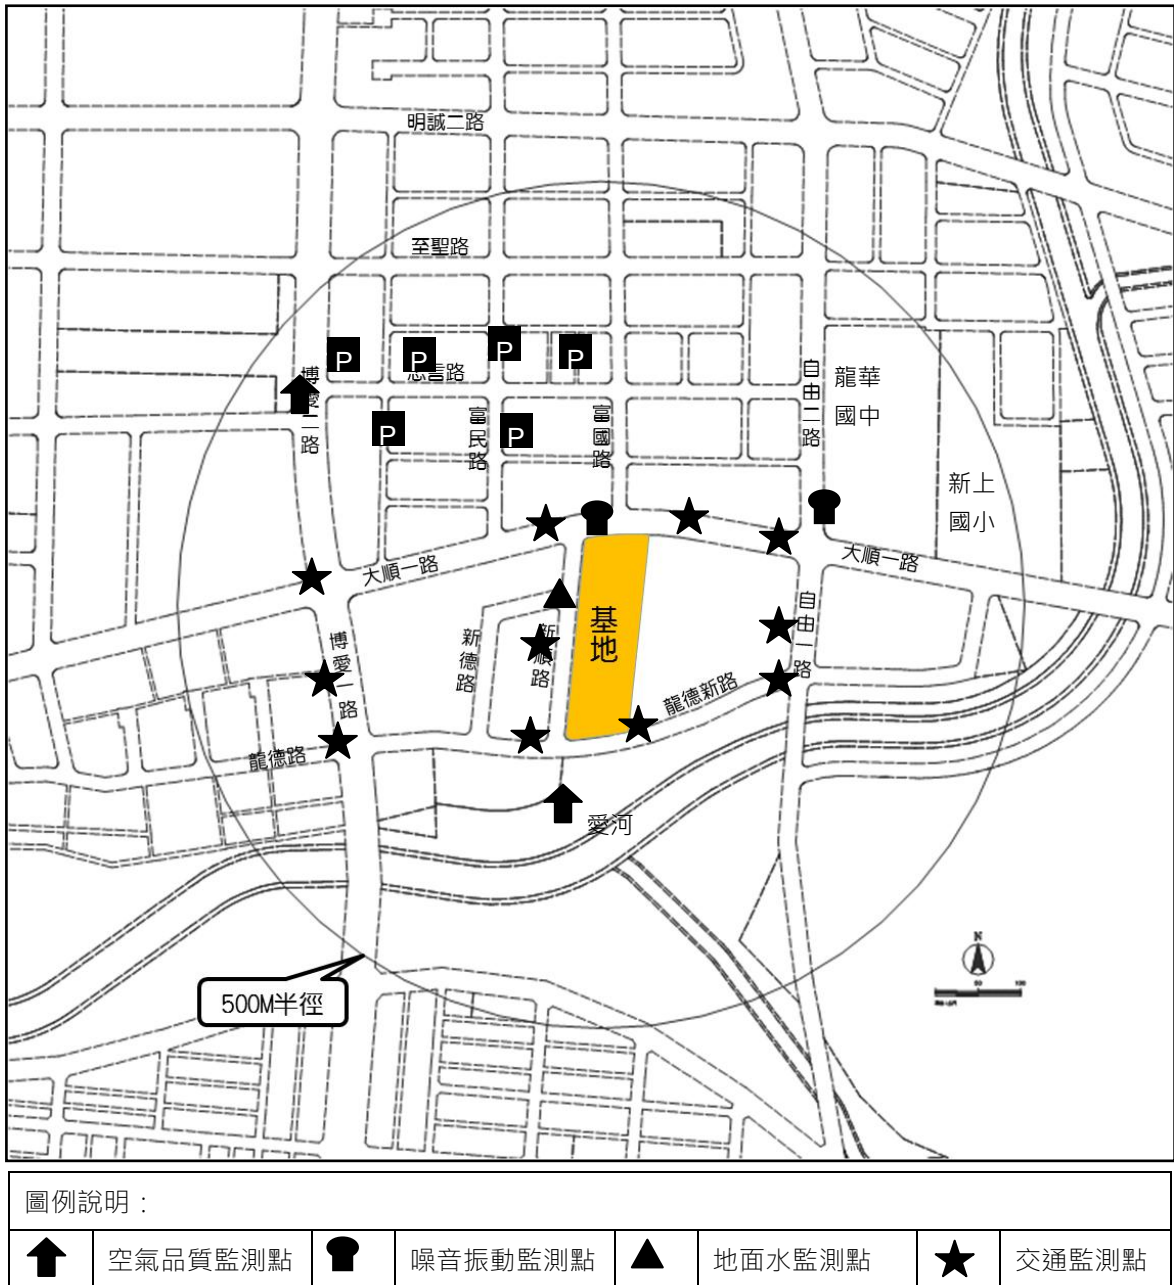 明誠二路
至聖路
P
P
P
P
博愛二路
自由二路
龍華
國中
P
P
富民路
富國路
新上
國小
大順一路
大順一路
基地
自由一路
新順路
新德路
博愛一路
龍德新路
龍德路
愛河
N
500M半徑
圖例說明：
空氣品質監測點
噪音振動監測點
地面水監測點
交通監測點